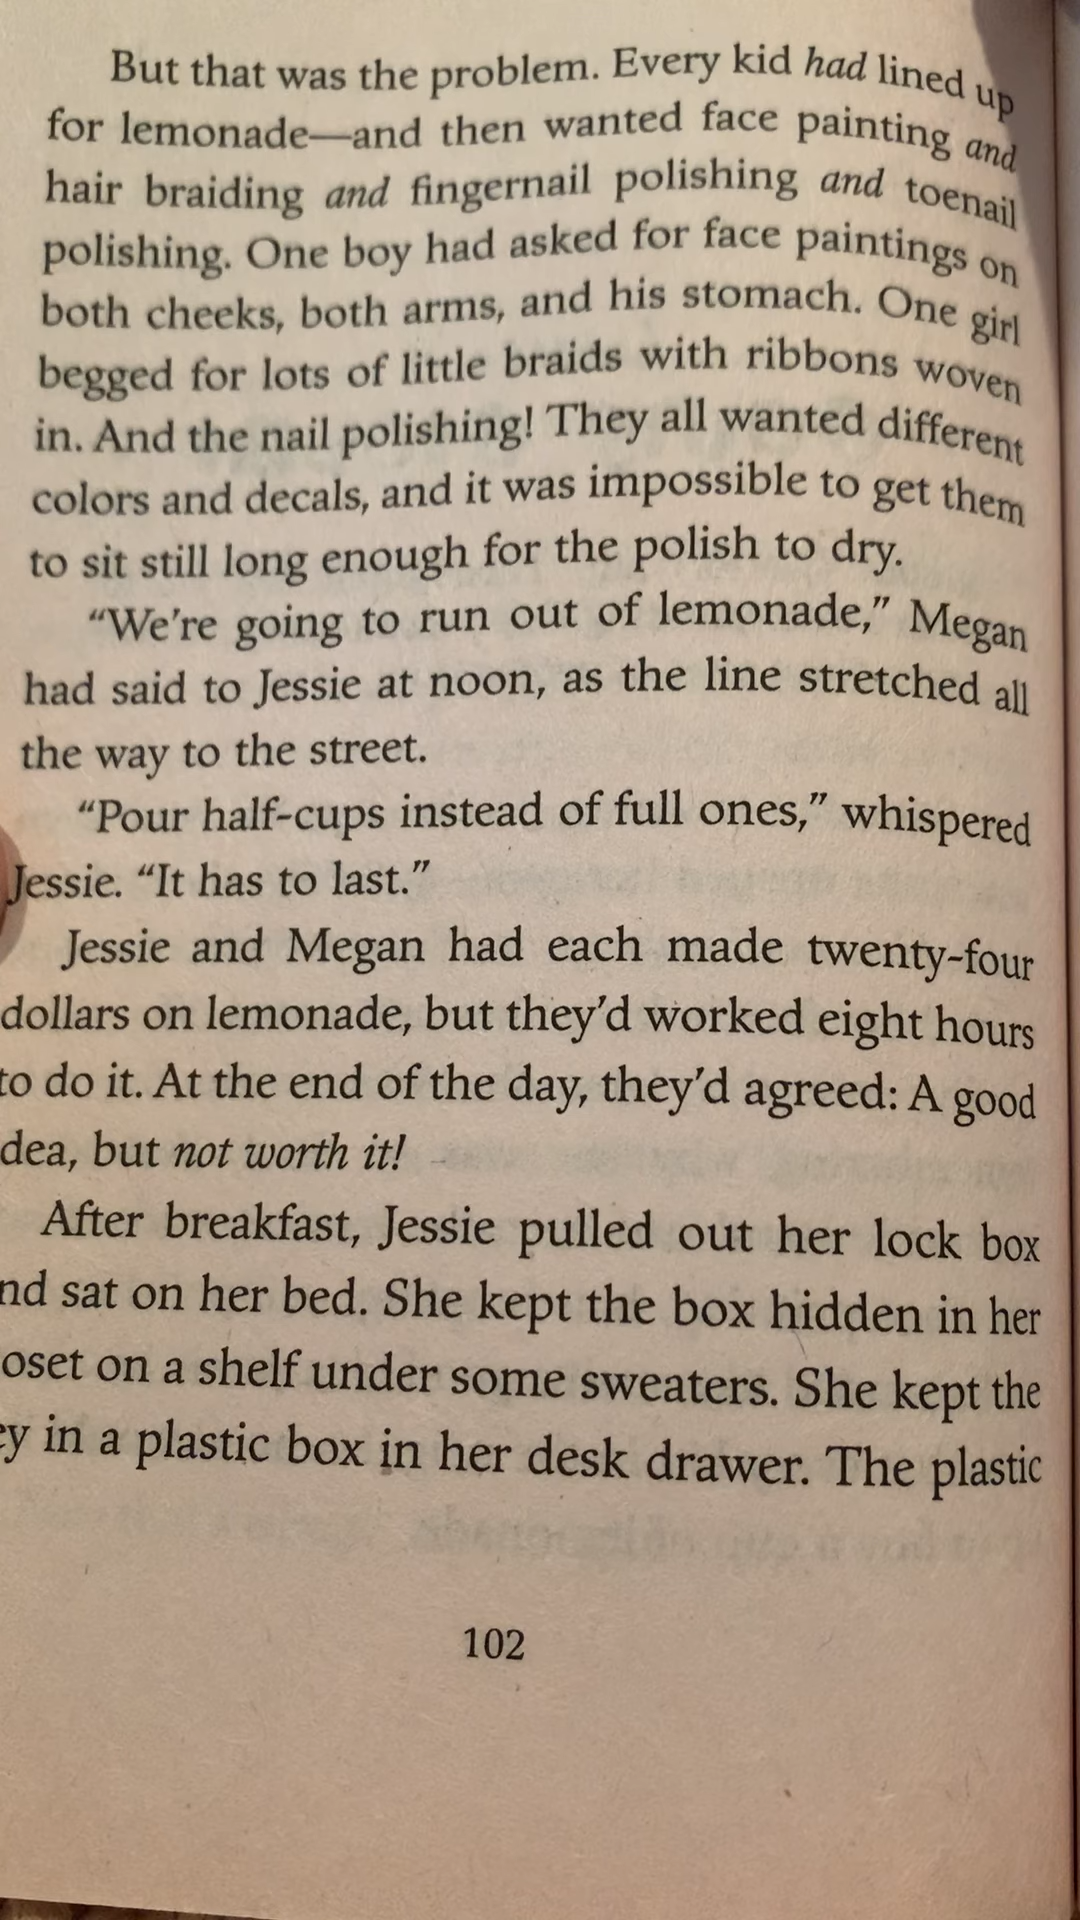 But that was the problem. Every kid had lined up
for lemonade—and then wanted face painting and
hair braiding and fingernail polishing and toenail
polishing. One boy had asked for face paintings on
both cheeks, both arms, and his stomach. One girl
begged for lots of little braids with ribbons woven
in. And the nail polishing! They all wanted different
colors and decals, and it was impossible to get them
to sit still long enough for the polish to dry.
“We’re going to run out of lemonade,” Megan
had said to Jessie at noon, as the line stretched all
the way to the street.
“Pour half-cups instead of full ones,” whispered
Jessie. “It has to last.”
Jessie and Megan had each made twenty-four
dollars on lemonade, but they’d worked eight hours
to do it. At the end of the day, they’d agreed: A good
dea, but not worth it!
After breakfast, Jessie pulled out her lock box
nd sat on her bed. She kept the box hidden in her
oset on a shelf under some sweaters. She kept the
ey in a plastic box in her desk drawer. The plastic
102